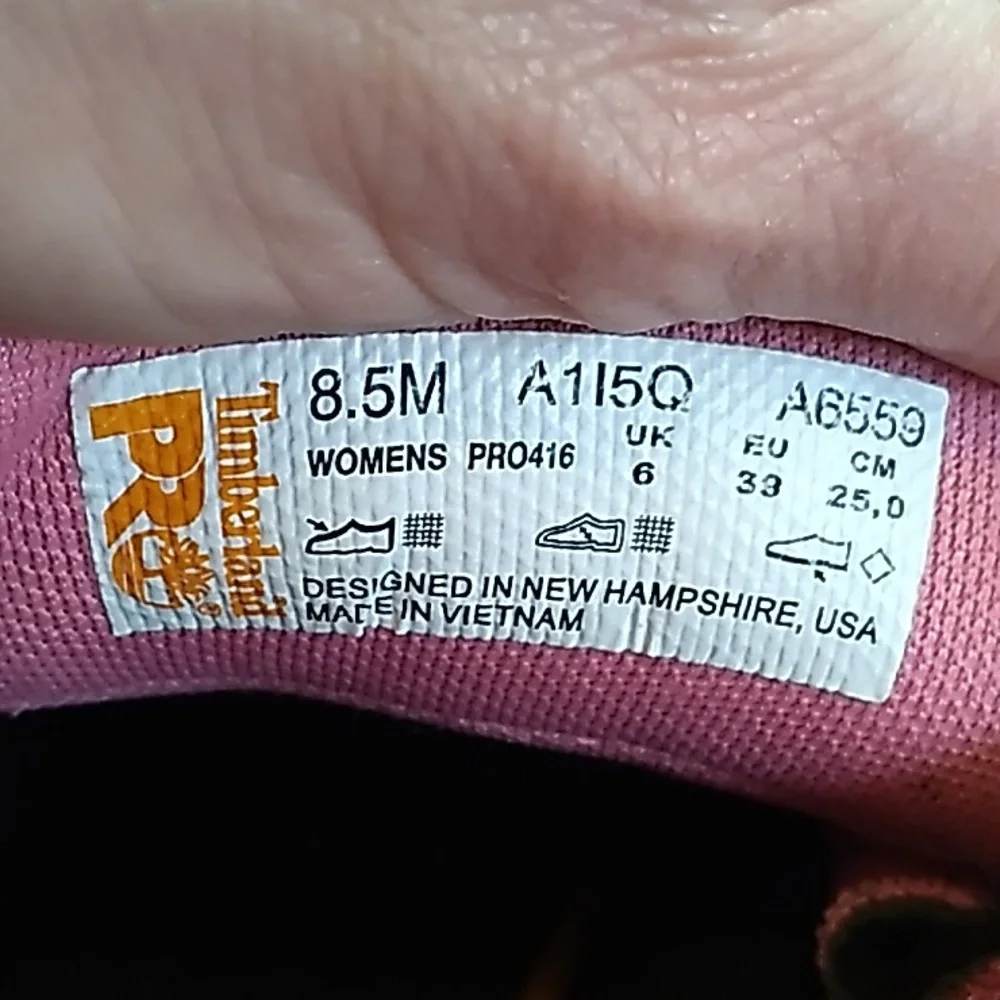 Timberland
PRO
8.5M A1I5Q A6559
WOMENS PRO416 UK EU CM
6 39 25,0
DESIGNED IN NEW HAMPSHIRE, USA
MADE IN VIETNAM